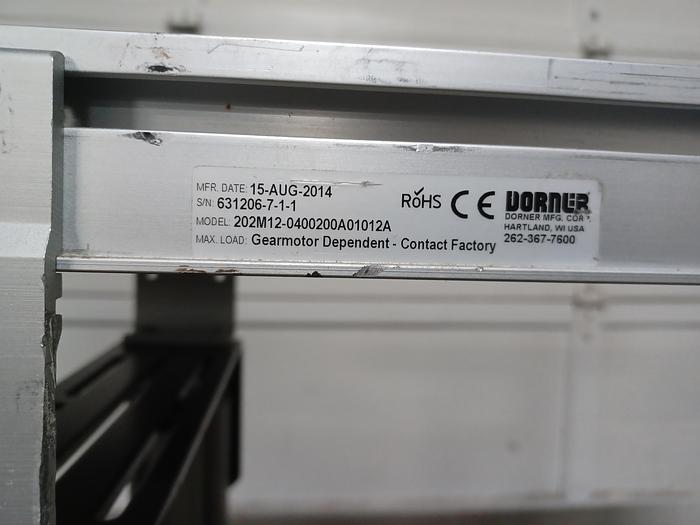 MFR. DATE: 15-AUG-2014
S/N: 631206-7-1-1
MODEL: 202M12-0400200A01012A
MAX. LOAD: Gearmotor Dependent - Contact Factory
RoHS CE DORNER
DORNER MFG. COR
HARTLAND, WI USA
262-367-7600